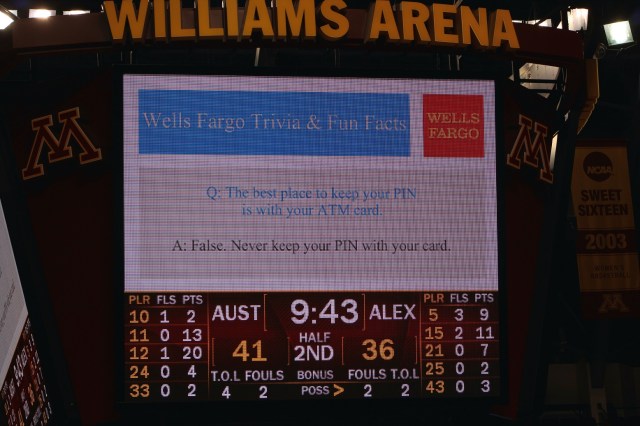 WILLIAMS ARENA
Wells Fargo Trivia & Fun Facts
WELLS
FARGO
Q: The best place to keep your PIN
is with your ATM card.
A: False. Never keep your PIN with your card.
PLR FLS PTS
10 1 2
11 0 13
12 1 20
24 0 4
33 0 2
AUST 9:43 ALEX
HALF
41 2ND 36
T.O.L FOULS BONUS FOULS T.O.L
4 2 POSS > 2 2
PLR FLS PTS
5 3 9
15 2 11
21 0 7
25 0 2
43 0 3
M
M
NCAA
SWEET
SIXTEEN
2003
M